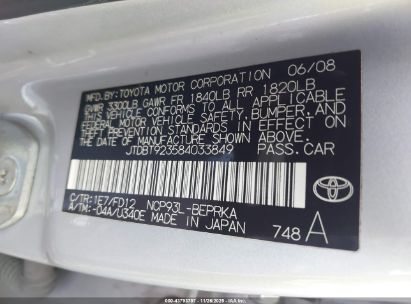 MFD.BY: TOYOTA MOTOR CORPORATION 06/08
GVWR 3300LB GAWR FR 1840LB RR 1820LB
THIS VEHICLE CONFORMS TO ALL APPLICABLE
FEDERAL MOTOR VEHICLE SAFETY, BUMPER, AND
THEFT PREVENTION STANDARDS IN EFFECT ON
THE DATE OF MANUFACTURE SHOWN ABOVE.
JTDBT923584033849 PASS.CAR
C/TR: 1E7/FD12 NCP93L-BEPRKA
A/TM: -04A/U340E MADE IN JAPAN
748A
TOYOTA